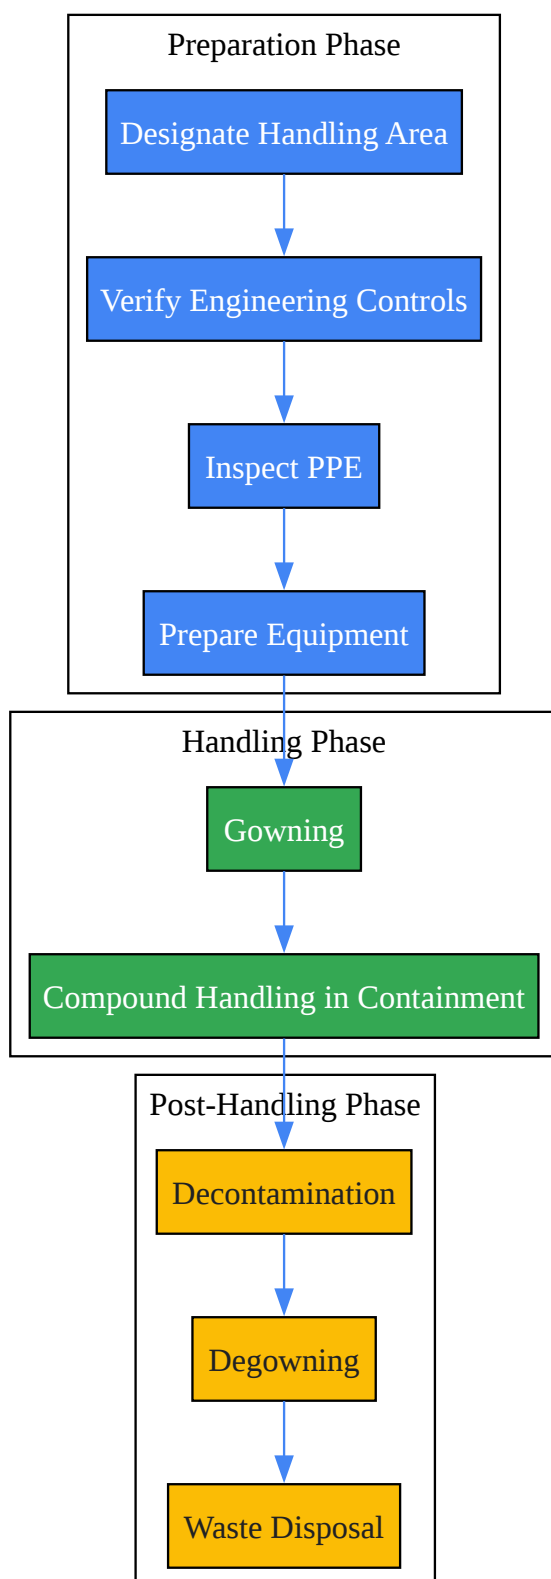 Preparation Phase
Designate Handling Area
Verify Engineering Controls
Inspect PPE
Prepare Equipment
Handling Phase
Gowning
Compound Handling in Containment
Post-Handling Phase
Decontamination
Degowning
Waste Disposal